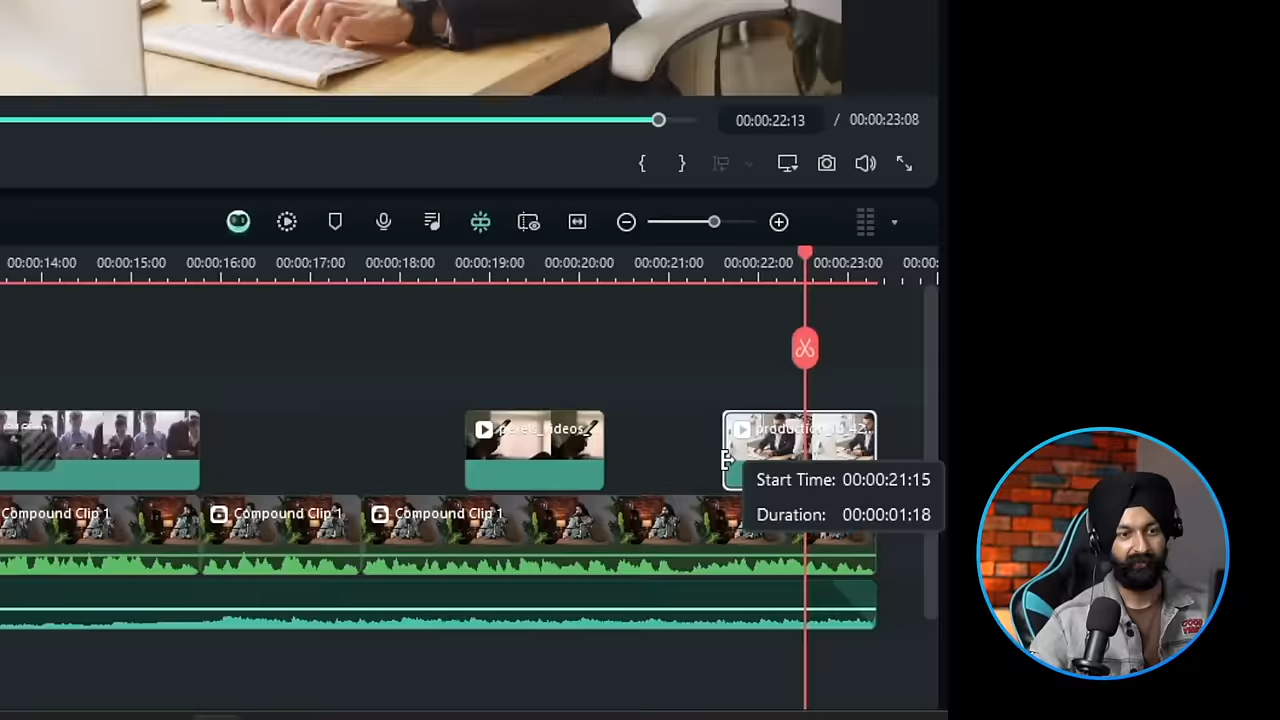 00:00:22:13 / 00:00:23:08
{ }
00:00:14:00 00:00:15:00 00:00:16:00 00:00:17:00 00:00:18:00 00:00:19:00 00:00:20:00 00:00:21:00 00:00:22:00 00:00:23:00 00:00:
Start Time: 00:00:21:15
Duration: 00:00:01:18
Compound Clip 1 Compound Clip 1 Compound Clip 1